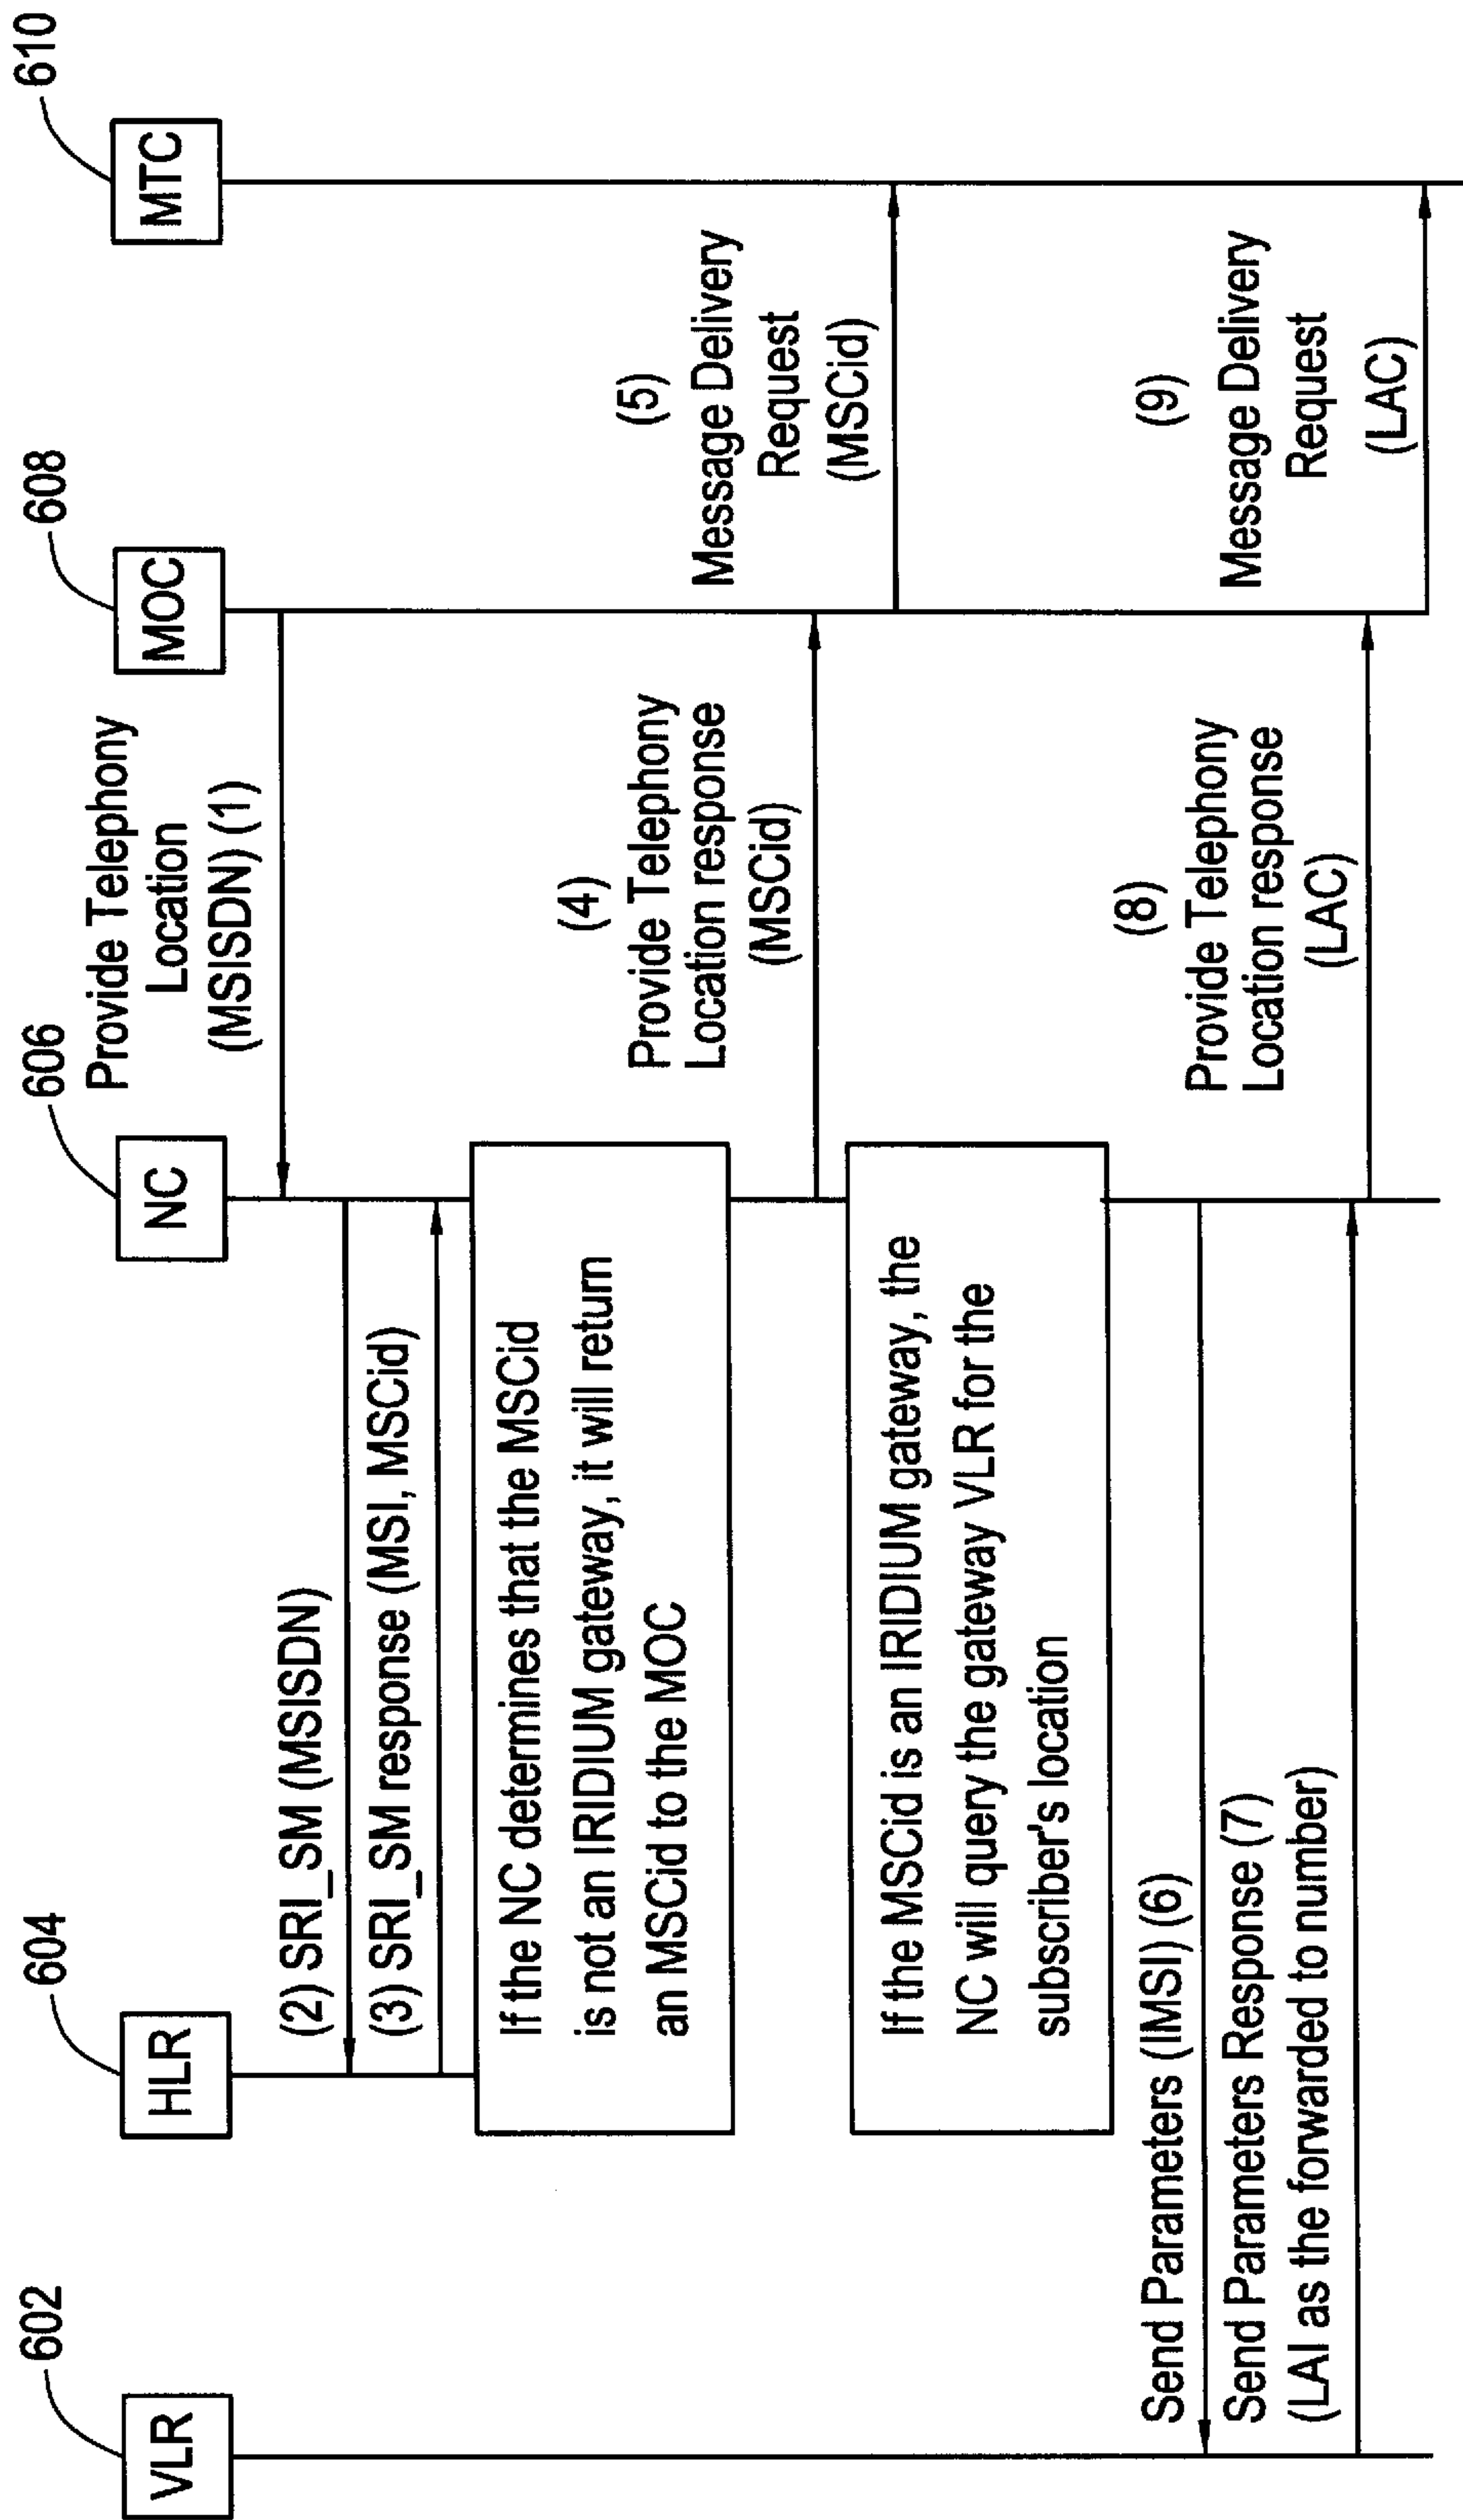 602
604
606
608
610
VLR
HLR
NC
MOC
MTC
Provide Telephony
Location
(MSISDN) (1)
(2) SRI_SM (MSISDN)
(3) SRI_SM response (MSI, MSCid)
If the NC determines that the MSCid
is not an IRIDIUM gateway, it will return
an MSCid to the MOC
(4)
Provide Telephony
Location response
(MSCid)
(5)
Message Delivery
Request
(MSCid)
If the MSCid is an IRIDIUM gateway, the
NC will query the gateway VLR for the
subscriber's location
Send Parameters (IMSI) (6)
Send Parameters Response (7)
(LAI as the forwarded to number)
(8)
Provide Telephony
Location response
(LAC)
(9)
Message Delivery
Request
(LAC)